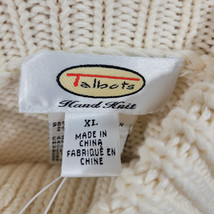 Talbots
Hand Knit
XL
MADE IN
CHINA
FABRIQUÉ EN
CHINE